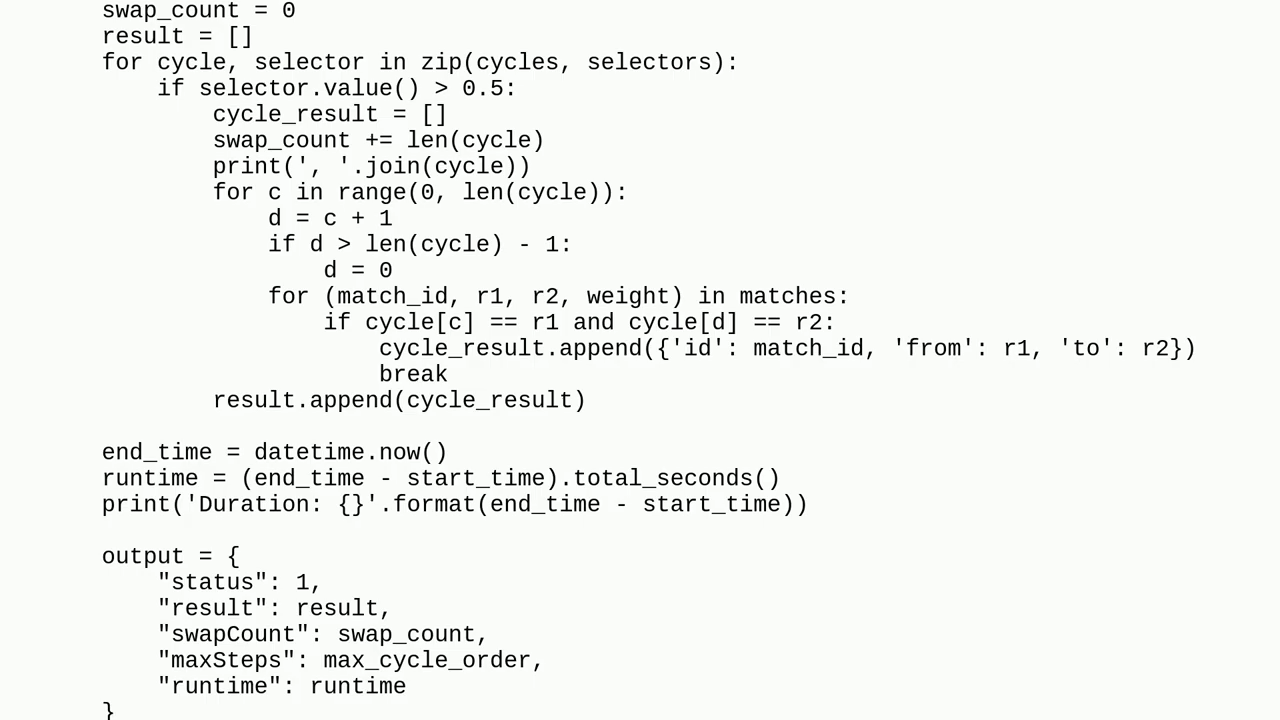 swap_count = 0
result = []
for cycle, selector in zip(cycles, selectors):
    if selector.value() > 0.5:
        cycle_result = []
        swap_count += len(cycle)
        print(', '.join(cycle))
        for c in range(0, len(cycle)):
            d = c + 1
            if d > len(cycle) - 1:
                d = 0
            for (match_id, r1, r2, weight) in matches:
                if cycle[c] == r1 and cycle[d] == r2:
                    cycle_result.append({'id': match_id, 'from': r1, 'to': r2})
                    break
        result.append(cycle_result)

end_time = datetime.now()
runtime = (end_time - start_time).total_seconds()
print('Duration: {}'.format(end_time - start_time))

output = {
    "status": 1,
    "result": result,
    "swapCount": swap_count,
    "maxSteps": max_cycle_order,
    "runtime": runtime
}